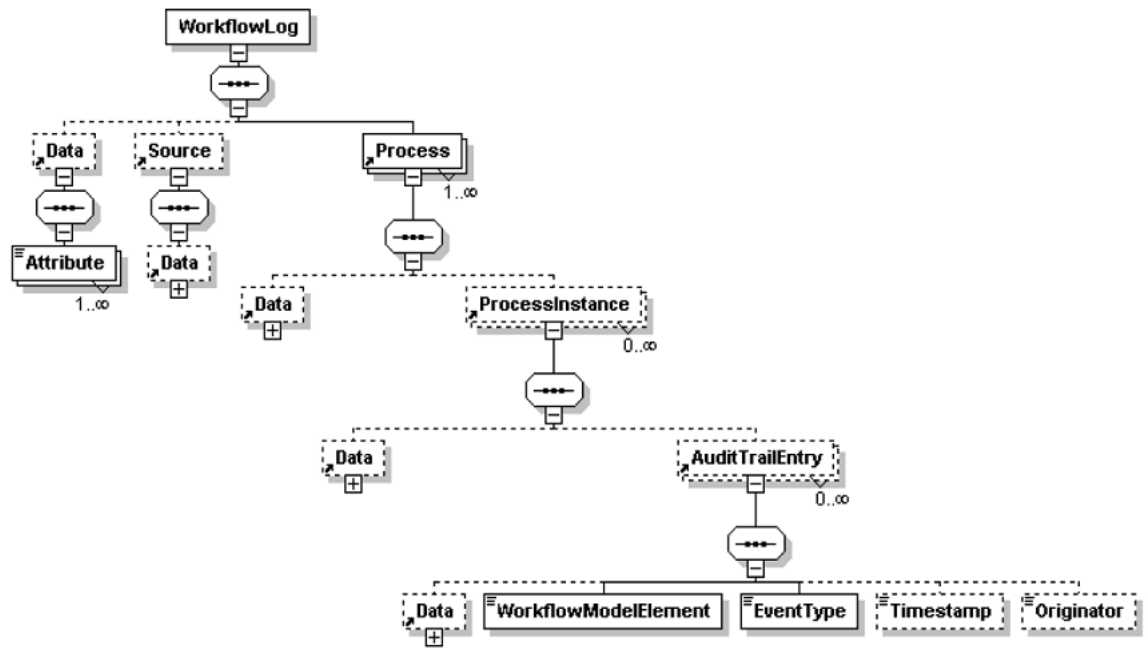 WorkflowLog
Data Source Process
1..∞
Attribute Data
1..∞
Data ProcessInstance
0..∞
Data AuditTrailEntry
0..∞
Data WorkflowModelElement EventType Timestamp Originator